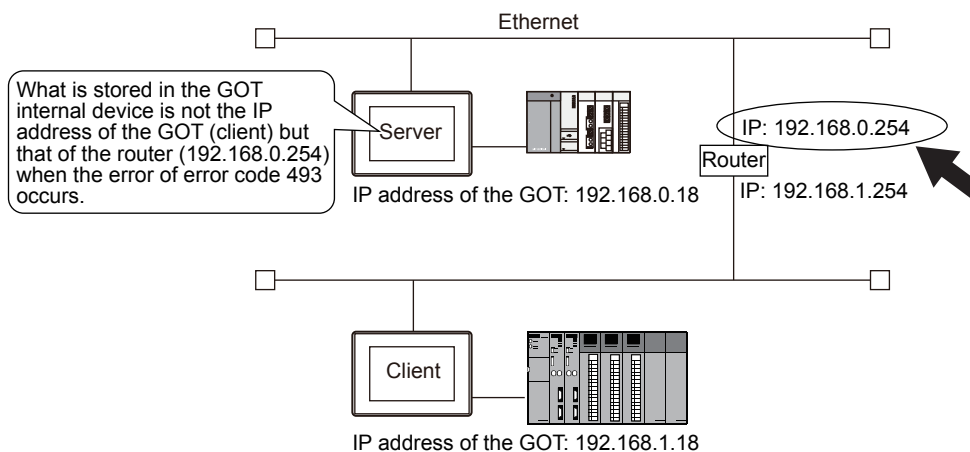 Ethernet
What is stored in the GOT
internal device is not the IP
address of the GOT (client) but
that of the router (192.168.0.254)
when the error of error code 493
occurs.
Server
IP address of the GOT: 192.168.0.18
IP: 192.168.0.254
Router
IP: 192.168.1.254
Client
IP address of the GOT: 192.168.1.18